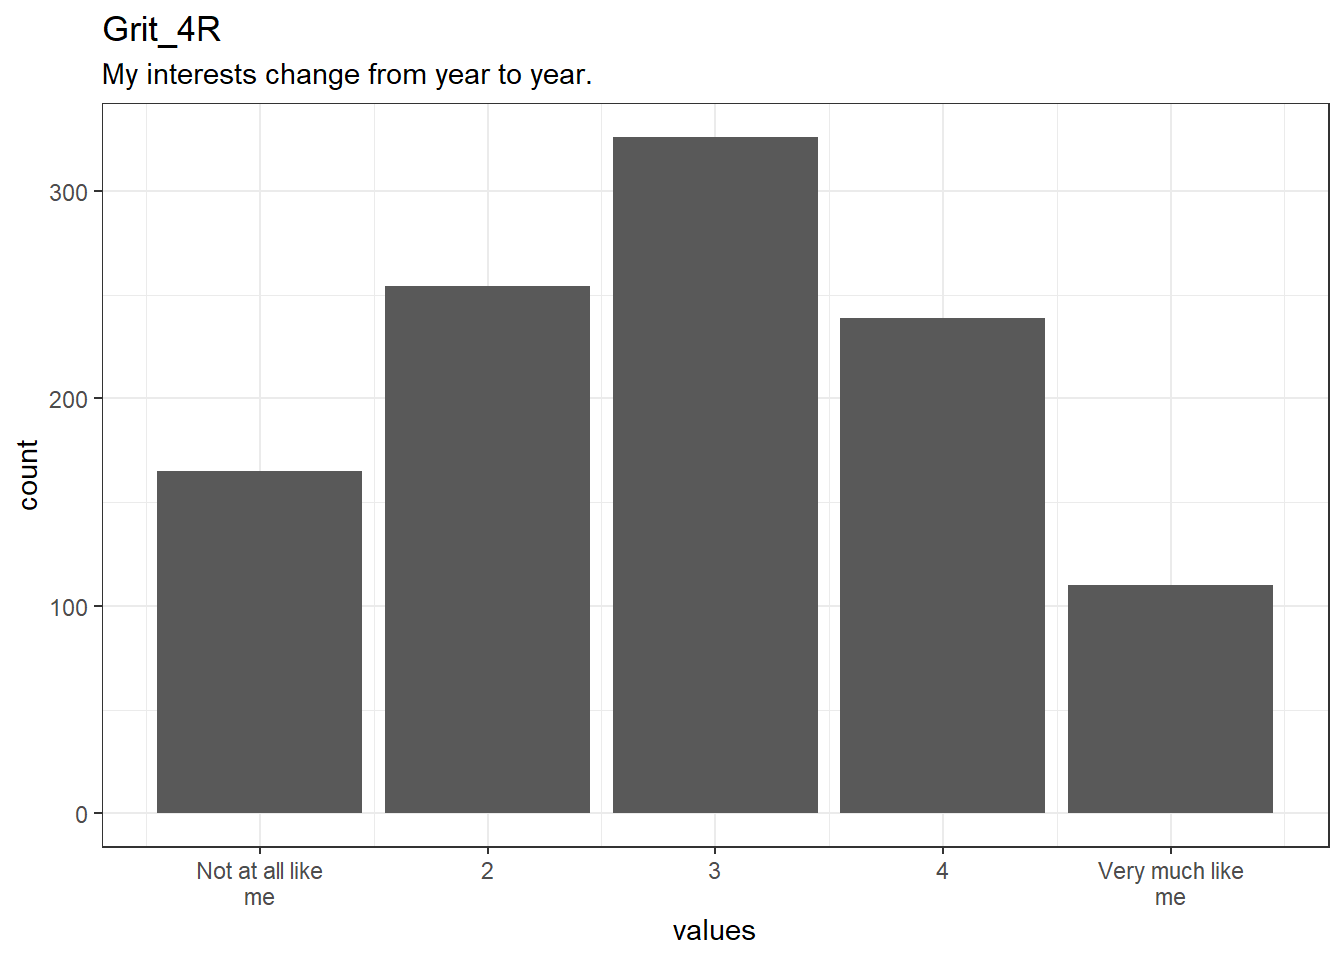 Grit_4R
My interests change from year to year.
300
200
100
0
count
Not at all like
me
2
3
4
Very much like
me
values